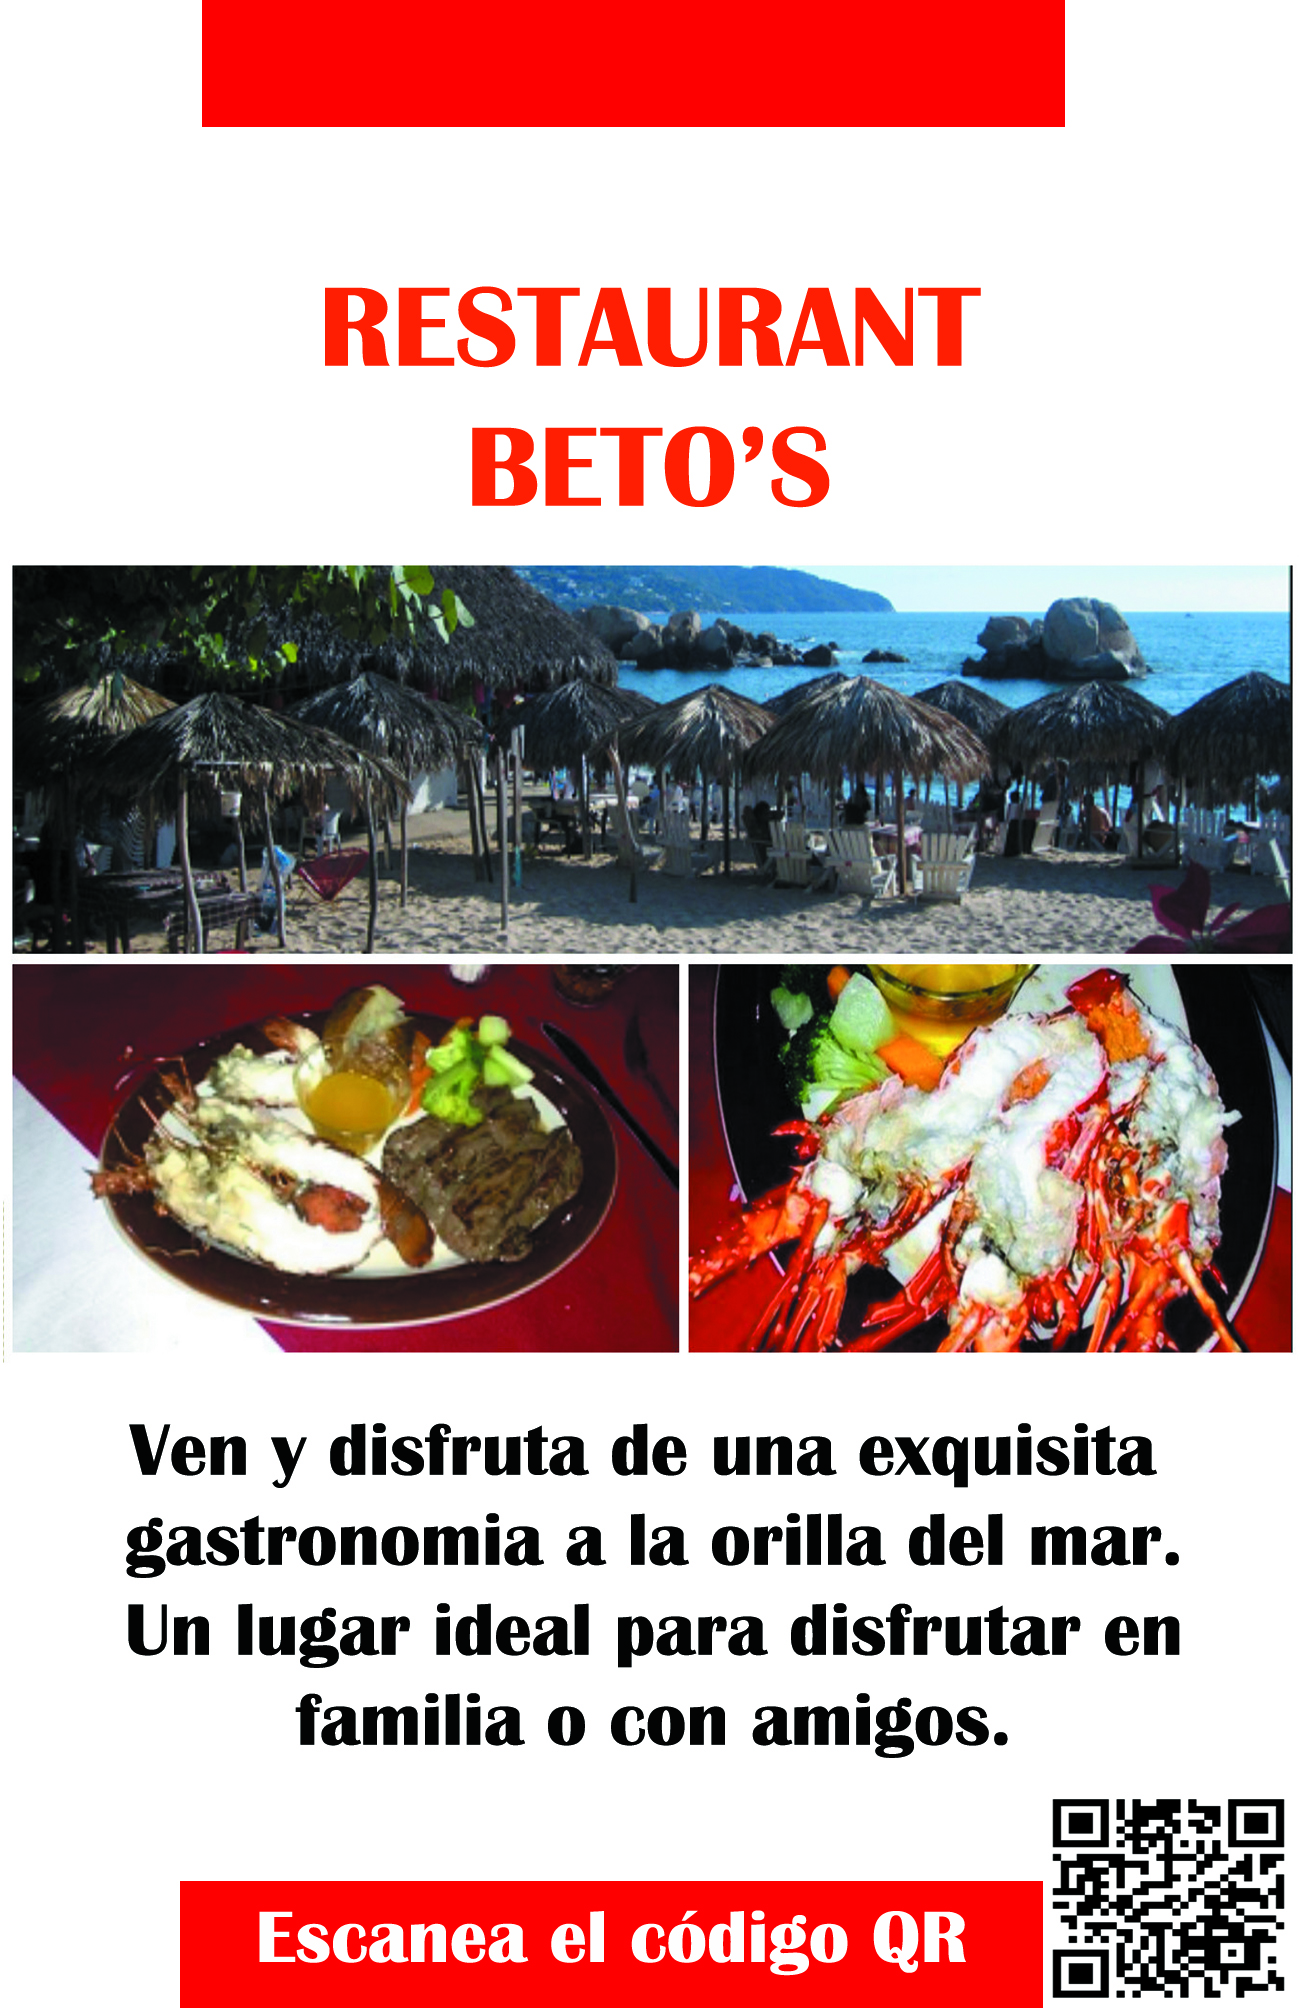 RESTAURANT
BETO’S
Ven y disfruta de una exquisita
gastronomia a la orilla del mar.
Un lugar ideal para disfrutar en
familia o con amigos.
Escanea el código QR